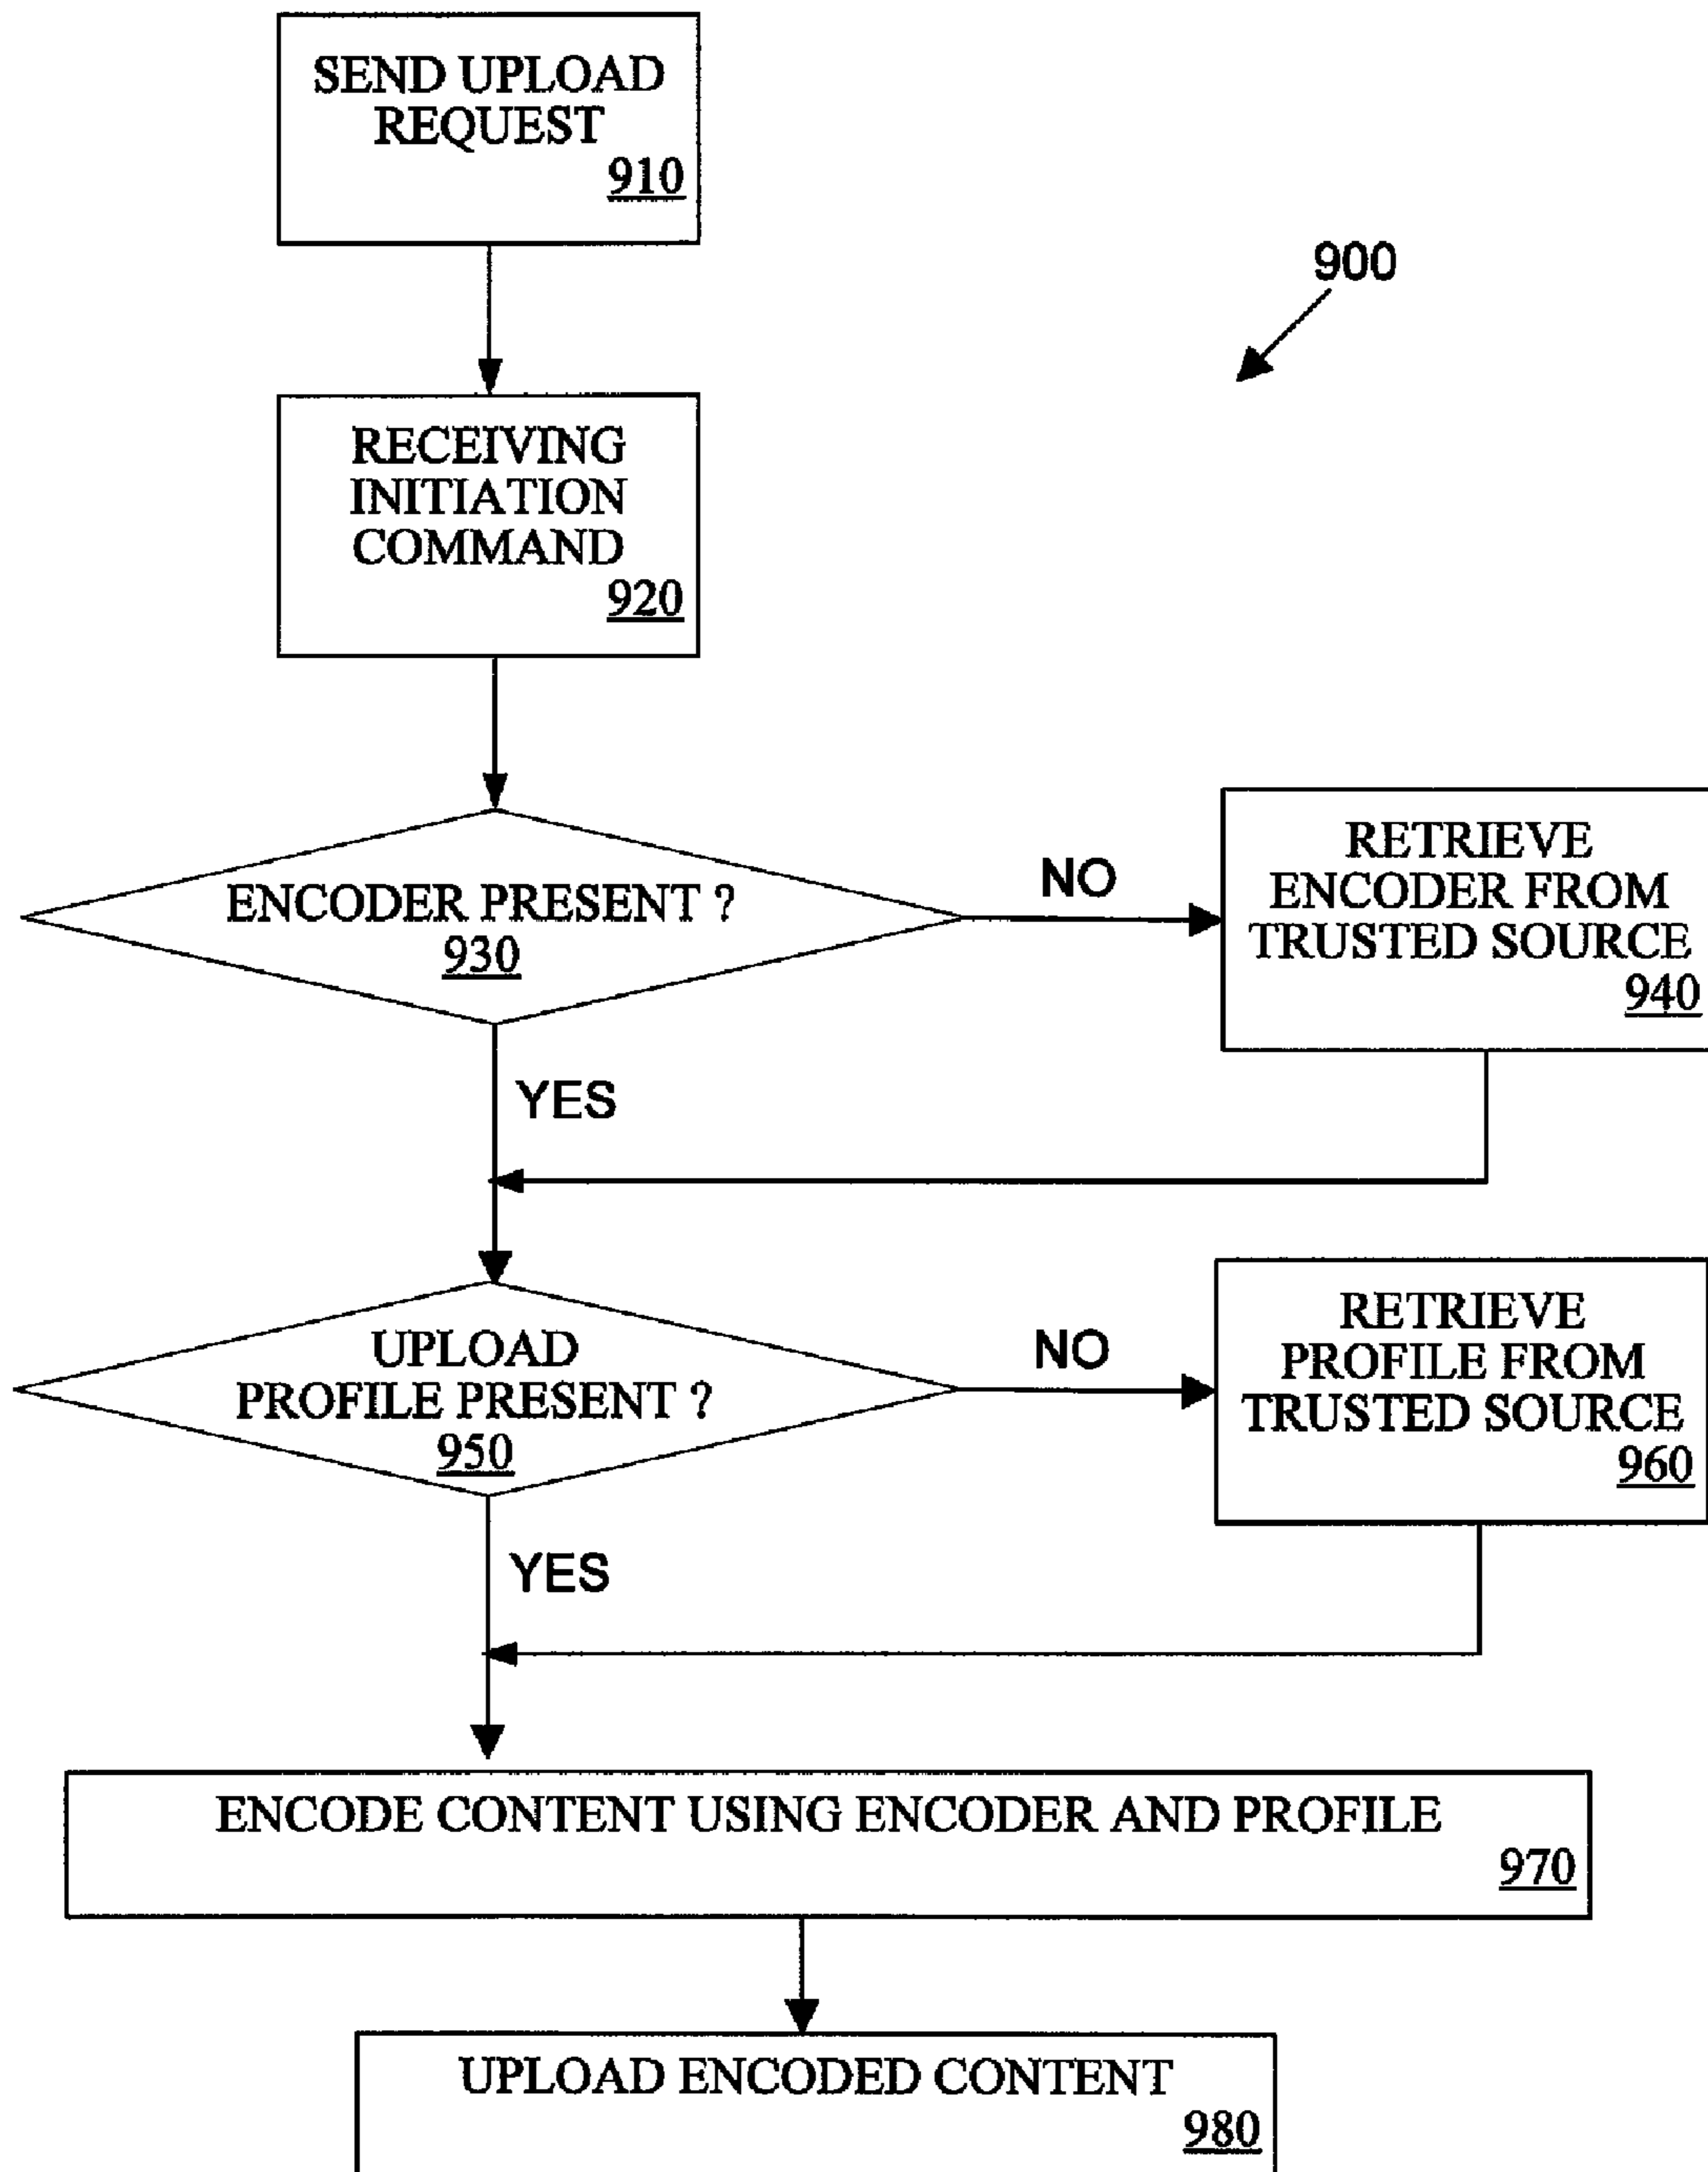 SEND UPLOAD
REQUEST
910
900
RECEIVING
INITIATION
COMMAND
920
ENCODER PRESENT ?
930
NO
RETRIEVE
ENCODER FROM
TRUSTED SOURCE
940
YES
UPLOAD
PROFILE PRESENT ?
950
NO
RETRIEVE
PROFILE FROM
TRUSTED SOURCE
960
YES
ENCODE CONTENT USING ENCODER AND PROFILE
970
UPLOAD ENCODED CONTENT
980